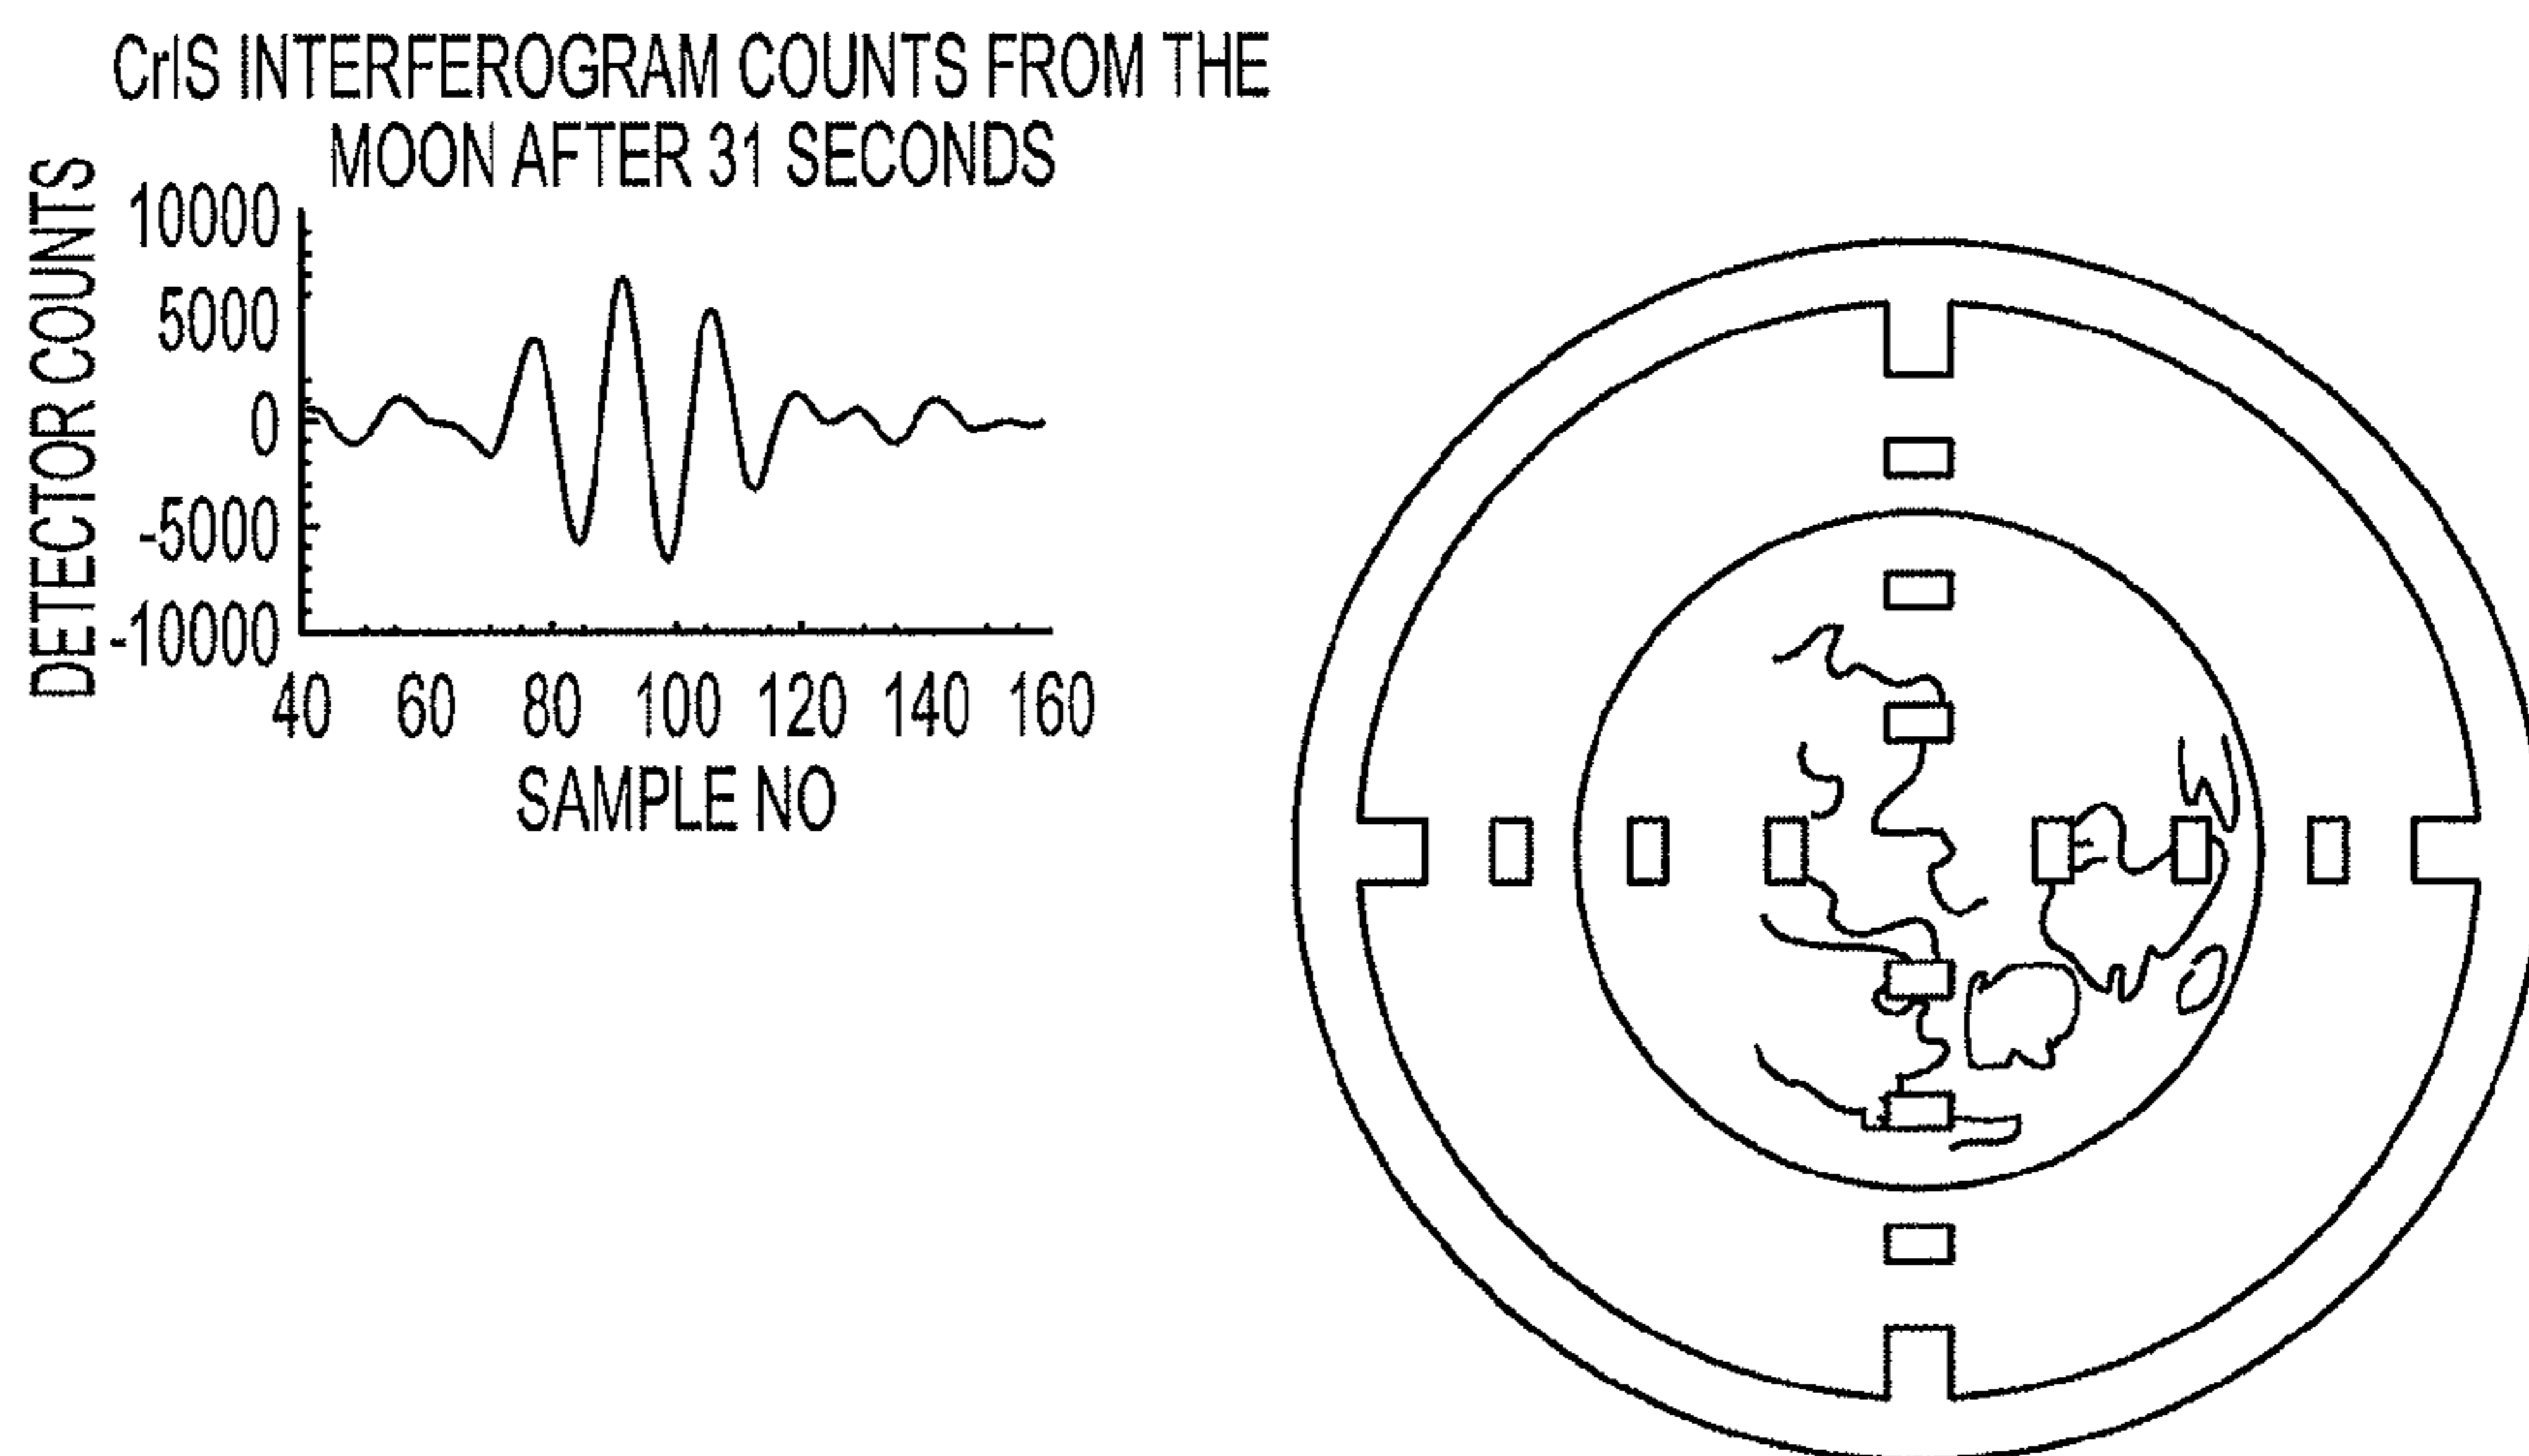 CrIS INTERFEROGRAM COUNTS FROM THE
MOON AFTER 31 SECONDS
DETECTOR COUNTS
10000
5000
0
-5000
-10000
40 60 80 100 120 140 160
SAMPLE NO